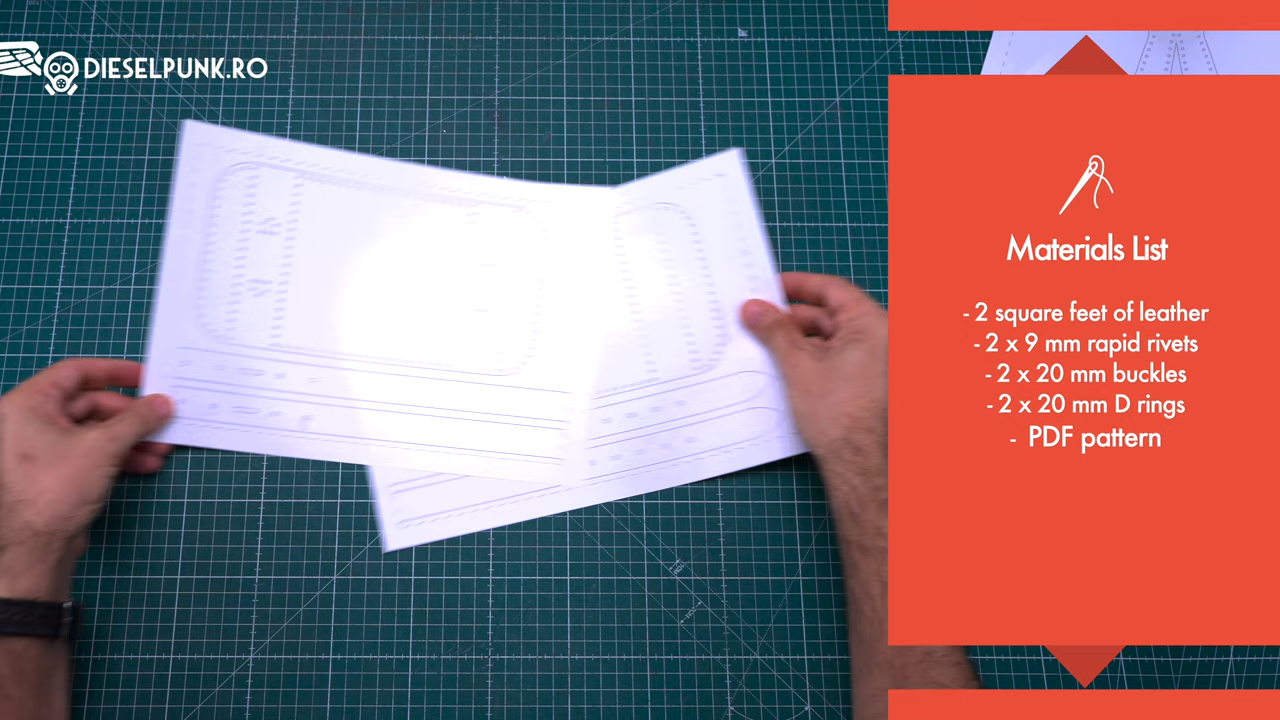 DIESELPUNK.RO
Materials List
- 2 square feet of leather
- 2 x 9 mm rapid rivets
- 2 x 20 mm buckles
- 2 x 20 mm D rings
- PDF pattern